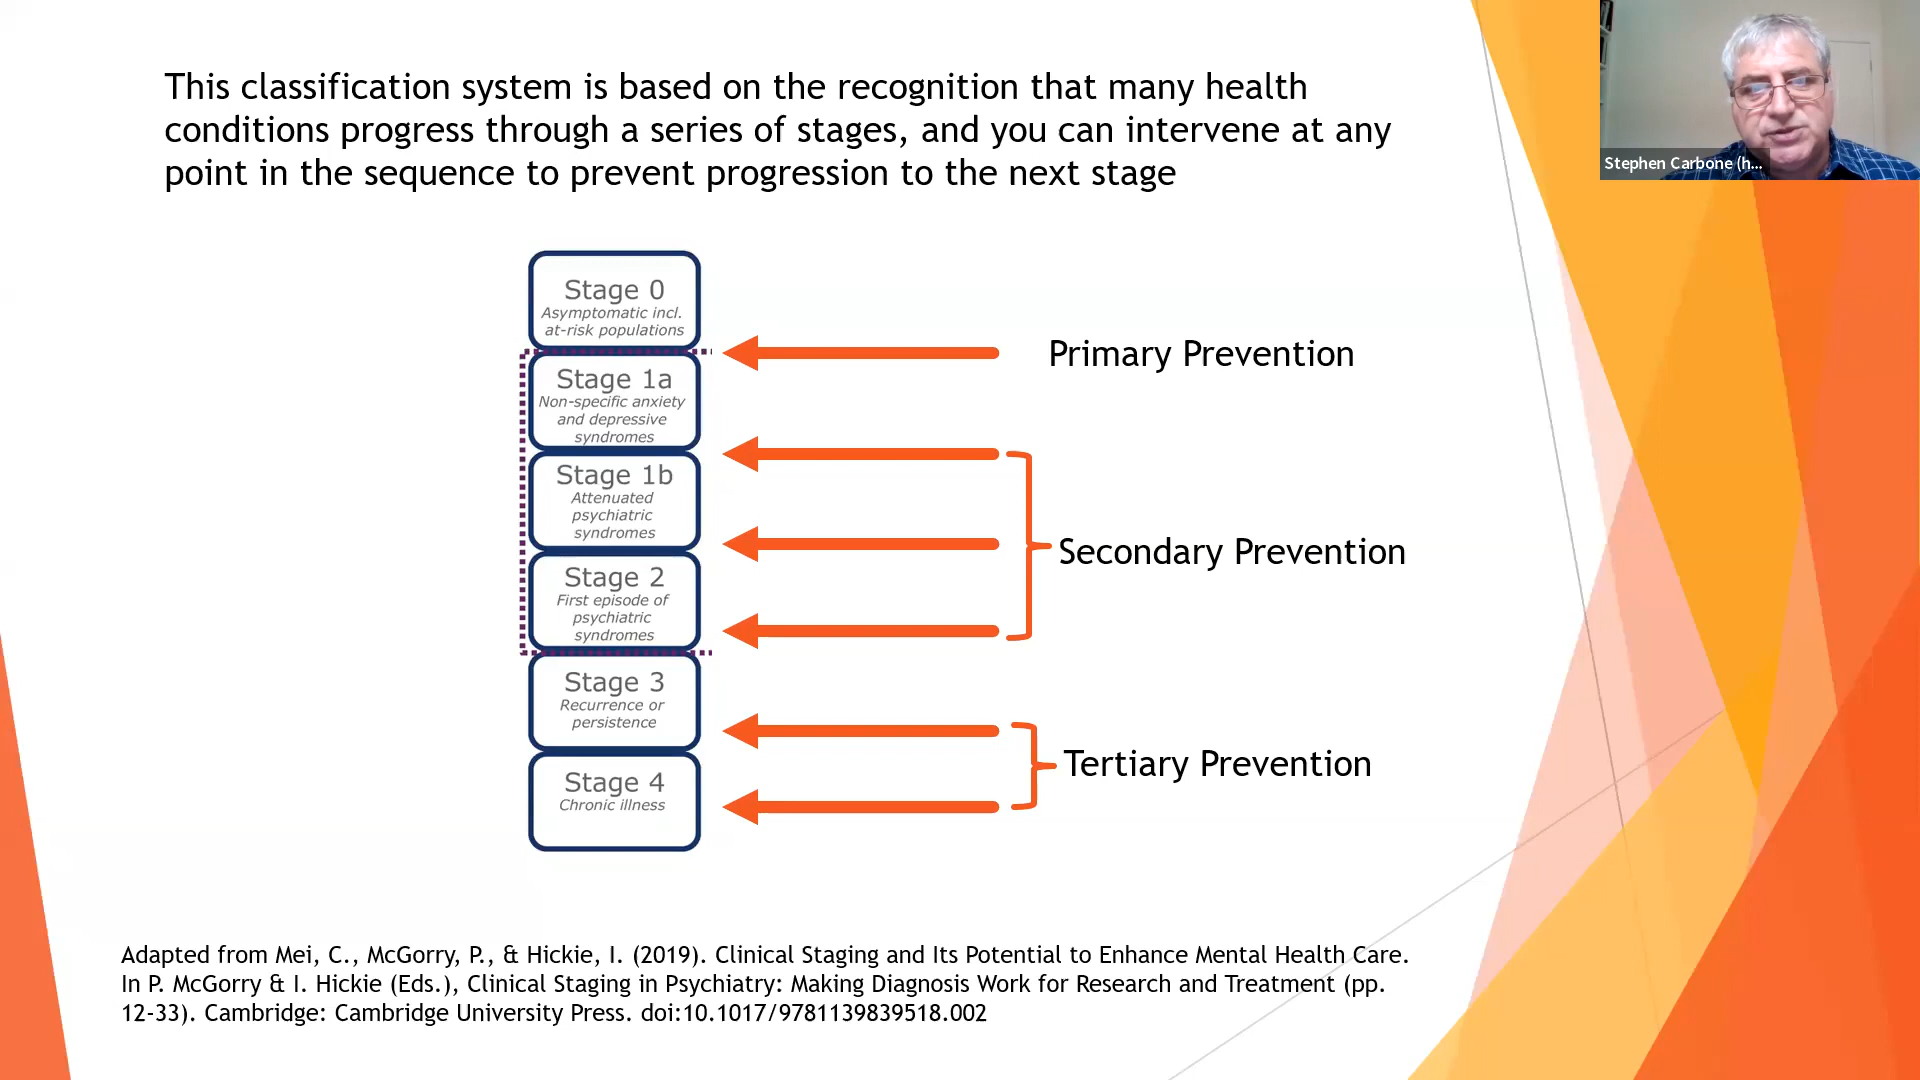 This classification system is based on the recognition that many health
conditions progress through a series of stages, and you can intervene at any
point in the sequence to prevent progression to the next stage
Stephen Carbone (h...
Stage 0
Asymptomatic incl.
at-risk populations
Primary Prevention
Stage 1a
Non-specific anxiety
and depressive
syndromes
Stage 1b
Attenuated
psychiatric
syndromes
Secondary Prevention
Stage 2
First episode of
psychiatric
syndromes
Stage 3
Recurrence or
persistence
Tertiary Prevention
Stage 4
Chronic illness
Adapted from Mei, C., McGorry, P., & Hickie, I. (2019). Clinical Staging and Its Potential to Enhance Mental Health Care.
In P. McGorry & I. Hickie (Eds.), Clinical Staging in Psychiatry: Making Diagnosis Work for Research and Treatment (pp.
12-33). Cambridge: Cambridge University Press. doi:10.1017/9781139839518.002